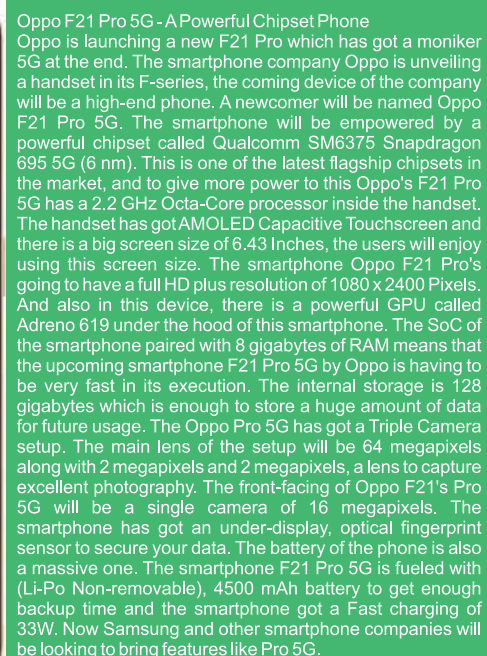 Oppo F21 Pro 5G - A Powerful Chipset Phone
Oppo is launching a new F21 Pro which has got a moniker
5G at the end. The smartphone company Oppo is unveiling
a handset in its F-series, the coming device of the company
will be a high-end phone. A newcomer will be named Oppo
F21 Pro 5G. The smartphone will be empowered by a
powerful chipset called Qualcomm SM6375 Snapdragon
695 5G (6 nm). This is one of the latest flagship chipsets in
the market, and to give more power to this Oppo's F21 Pro
5G has a 2.2 GHz Octa-Core processor inside the handset.
The handset has got AMOLED Capacitive Touchscreen and
there is a big screen size of 6.43 Inches, the users will enjoy
using this screen size. The smartphone Oppo F21 Pro's
going to have a full HD plus resolution of 1080 x 2400 Pixels.
And also in this device, there is a powerful GPU called
Adreno 619 under the hood of this smartphone. The SoC of
the smartphone paired with 8 gigabytes of RAM means that
the upcoming smartphone F21 Pro 5G by Oppo is having to
be very fast in its execution. The internal storage is 128
gigabytes which is enough to store a huge amount of data
for future usage. The Oppo Pro 5G has got a Triple Camera
setup. The main lens of the setup will be 64 megapixels
along with 2 megapixels and 2 megapixels, a lens to capture
excellent photography. The front-facing of Oppo F21's Pro
5G will be a single camera of 16 megapixels. The
smartphone has got an under-display, optical fingerprint
sensor to secure your data. The battery of the phone is also
a massive one. The smartphone F21 Pro 5G is fueled with
(Li-Po Non-removable), 4500 mAh battery to get enough
backup time and the smartphone got a Fast charging of
33W. Now Samsung and other smartphone companies will
be looking to bring features like Pro 5G.